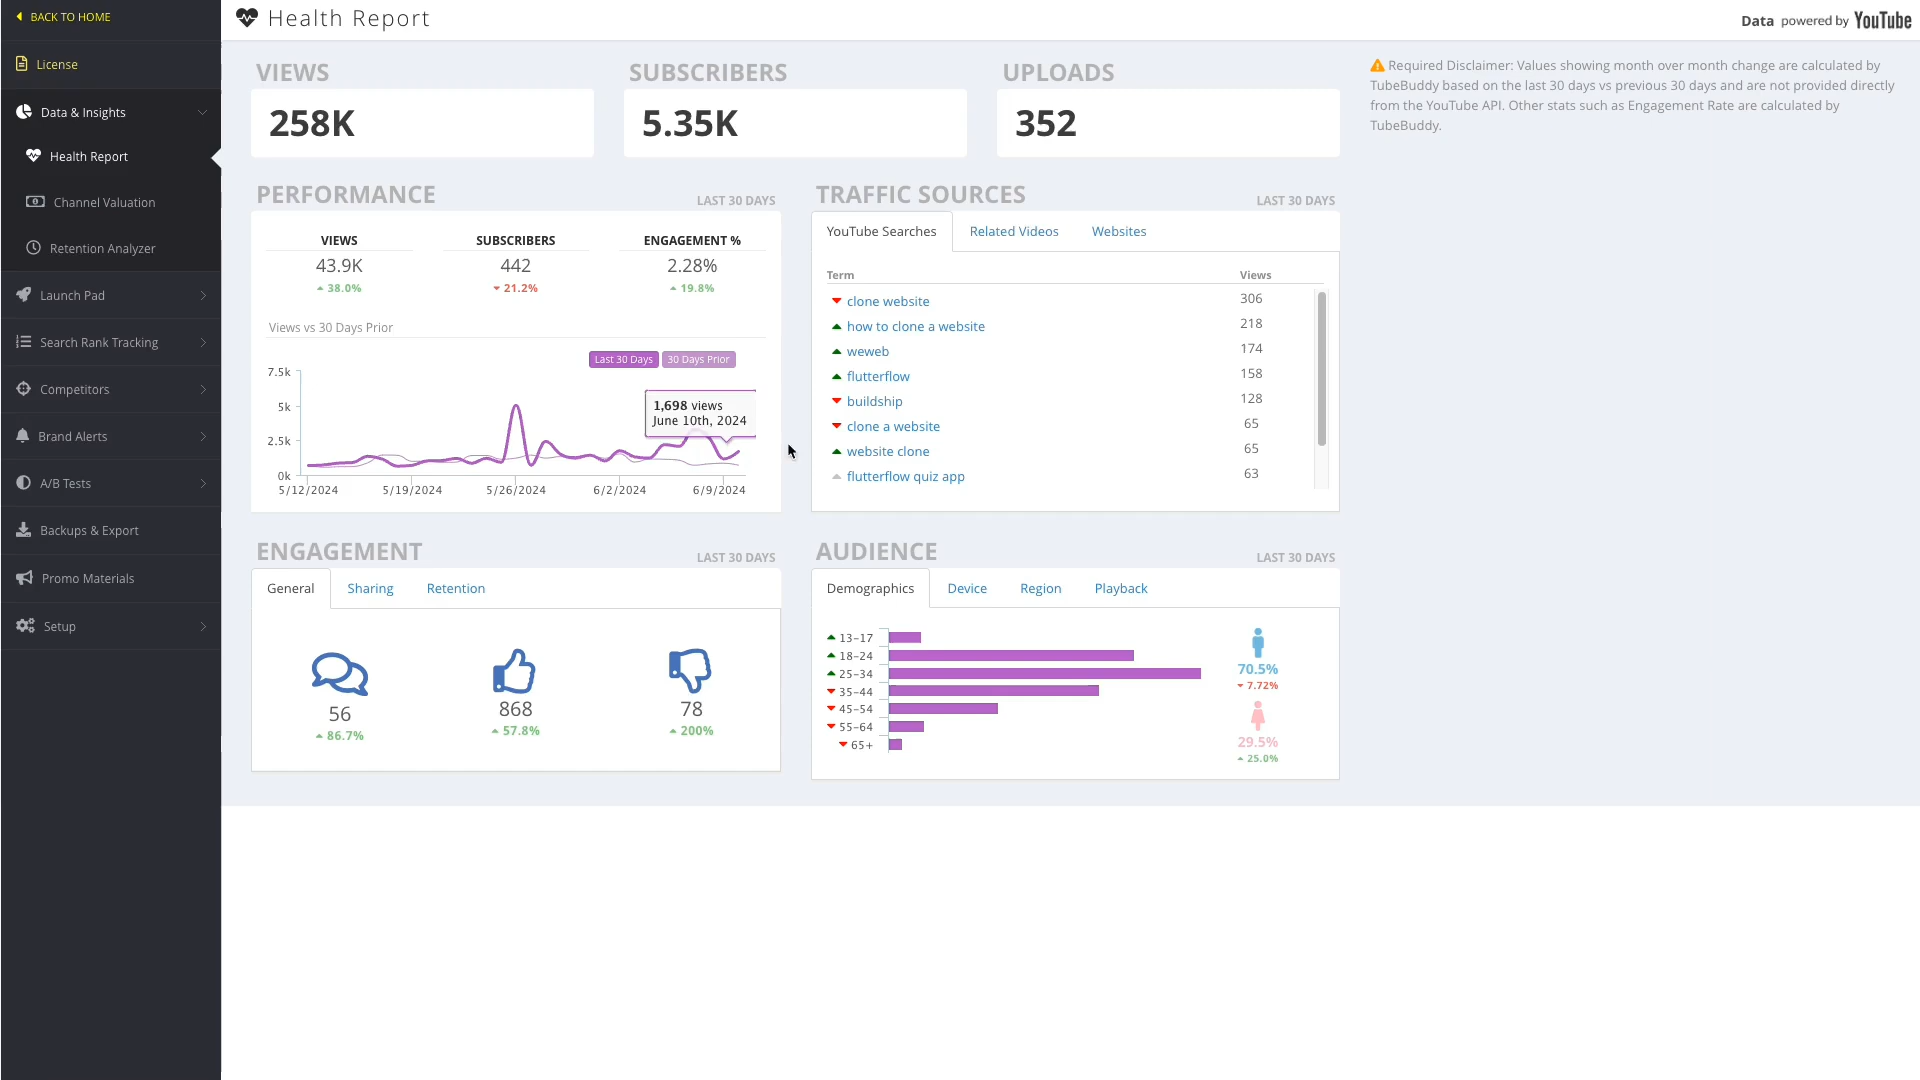 BACK TO HOME
License
Data & Insights
Health Report
Channel Valuation
Retention Analyzer
Launch Pad
Search Rank Tracking
Competitors
Brand Alerts
A/B Tests
Backups & Export
Promo Materials
Setup
Health Report
Data powered by YouTube
VIEWS
258K
SUBSCRIBERS
5.35K
UPLOADS
352
Required Disclaimer: Values showing month over month change are calculated by
TubeBuddy based on the last 30 days vs previous 30 days and are not provided directly
from the YouTube API. Other stats such as Engagement Rate are calculated by
TubeBuddy.
PERFORMANCE
LAST 30 DAYS
VIEWS
43.9K
38.0%
SUBSCRIBERS
442
21.2%
ENGAGEMENT %
2.28%
19.8%
Views vs 30 Days Prior
Last 30 Days
30 Days Prior
7.5k
5k
2.5k
0k
1,698 views
June 10th, 2024
5/12/2024
5/19/2024
5/26/2024
6/2/2024
6/9/2024
TRAFFIC SOURCES
LAST 30 DAYS
YouTube Searches
Related Videos
Websites
Term Views
clone website 306
how to clone a website 218
weweb 174
flutterflow 158
buildship 128
clone a website 65
website clone 65
flutterflow quiz app 63
ENGAGEMENT
LAST 30 DAYS
General
Sharing
Retention
56
86.7%
868
57.8%
78
200%
AUDIENCE
LAST 30 DAYS
Demographics
Device
Region
Playback
13-17
18-24
25-34
35-44
45-54
55-64
65+
70.5%
7.72%
29.5%
25.0%